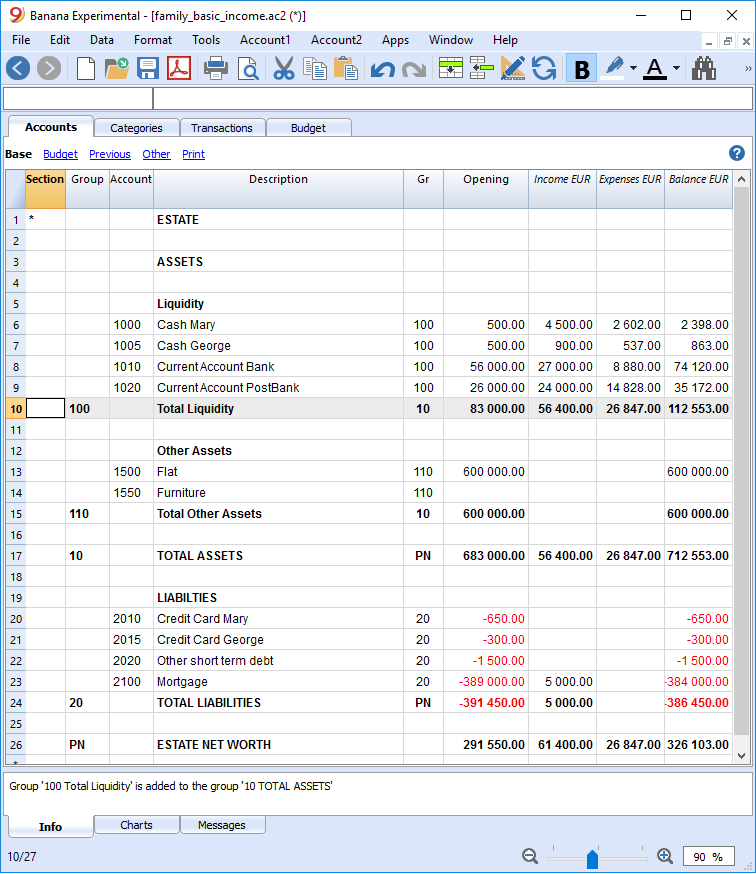 Banana Experimental - [family_basic_income.ac2 (*)]
File Edit Data Format Tools Account1 Account2 Apps Window Help
B A »
Accounts Categories Transactions Budget
Base Budget Previous Other Print ?
Section Group Account Description Gr Opening Income EUR Expenses EUR Balance EUR
1 * ESTATE
2
3 ASSETS
4
5 Liquidity
6 1000 Cash Mary 100 500.00 4 500.00 2 602.00 2 398.00
7 1005 Cash George 100 500.00 900.00 537.00 863.00
8 1010 Current Account Bank 100 56 000.00 27 000.00 8 880.00 74 120.00
9 1020 Current Account PostBank 100 26 000.00 24 000.00 14 828.00 35 172.00
10 100 Total Liquidity 10 83 000.00 56 400.00 26 847.00 112 553.00
11
12 Other Assets
13 1500 Flat 110 600 000.00 600 000.00
14 1550 Furniture 110
15 110 Total Other Assets 10 600 000.00 600 000.00
16
17 10 TOTAL ASSETS PN 683 000.00 56 400.00 26 847.00 712 553.00
18
19 LIABILTIES
20 2010 Credit Card Mary 20 -650.00 -650.00
21 2015 Credit Card George 20 -300.00 -300.00
22 2020 Other short term debt 20 -1 500.00 -1 500.00
23 2100 Mortgage 20 -389 000.00 5 000.00 -384 000.00
24 20 TOTAL LIABILITIES PN -391 450.00 5 000.00 -386 450.00
25
26 PN ESTATE NET WORTH 291 550.00 61 400.00 26 847.00 326 103.00
*
Group '100 Total Liquidity' is added to the group '10 TOTAL ASSETS'
Info Charts Messages
10/27 90 %